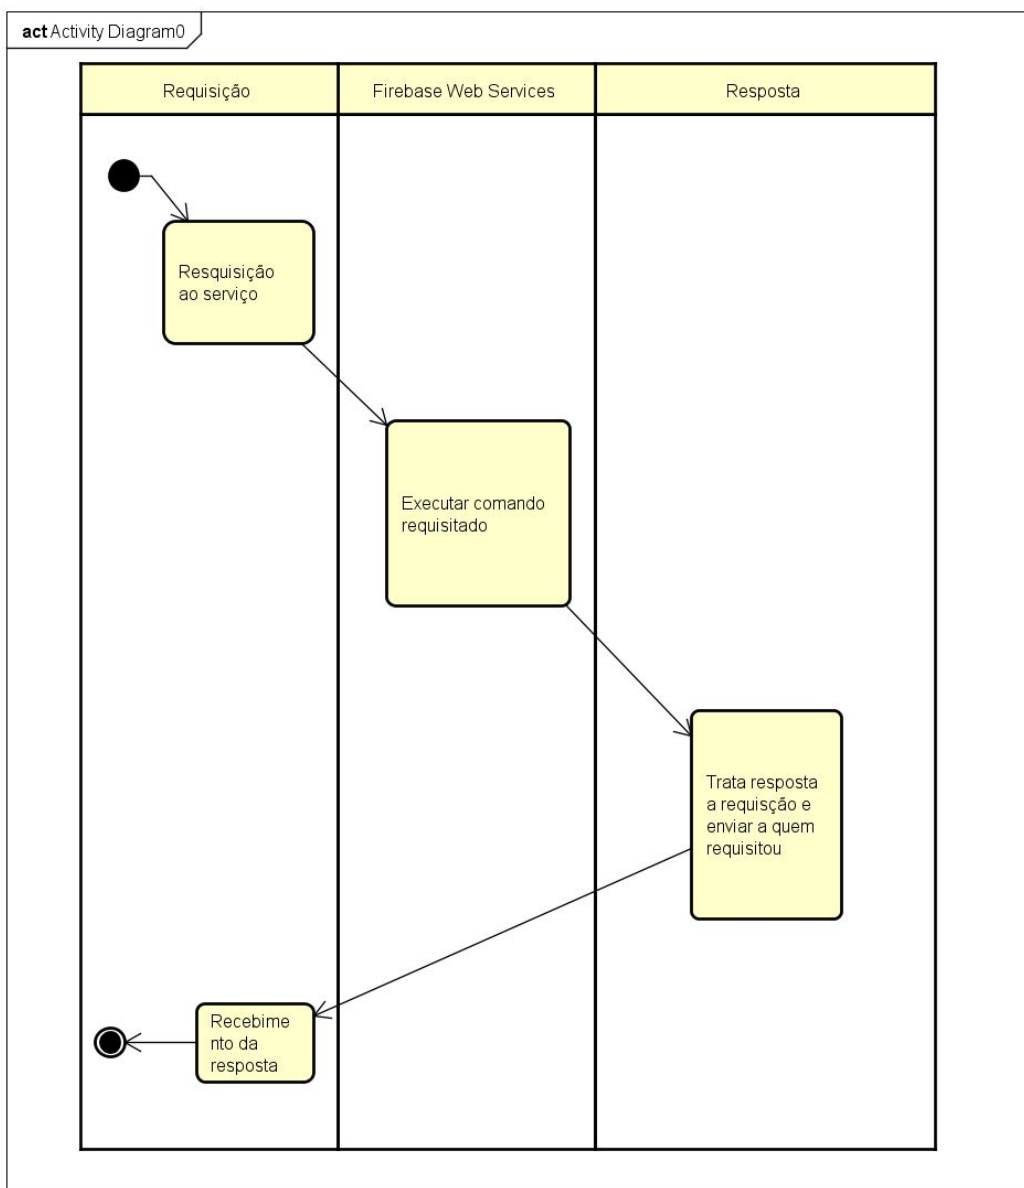 act Activity Diagram0
Requisição
Firebase Web Services
Resposta
Resquisição
ao serviço
Executar comando
requisitado
Trata resposta
a requisção e
enviar a quem
requisitou
Recebime
nto da
resposta